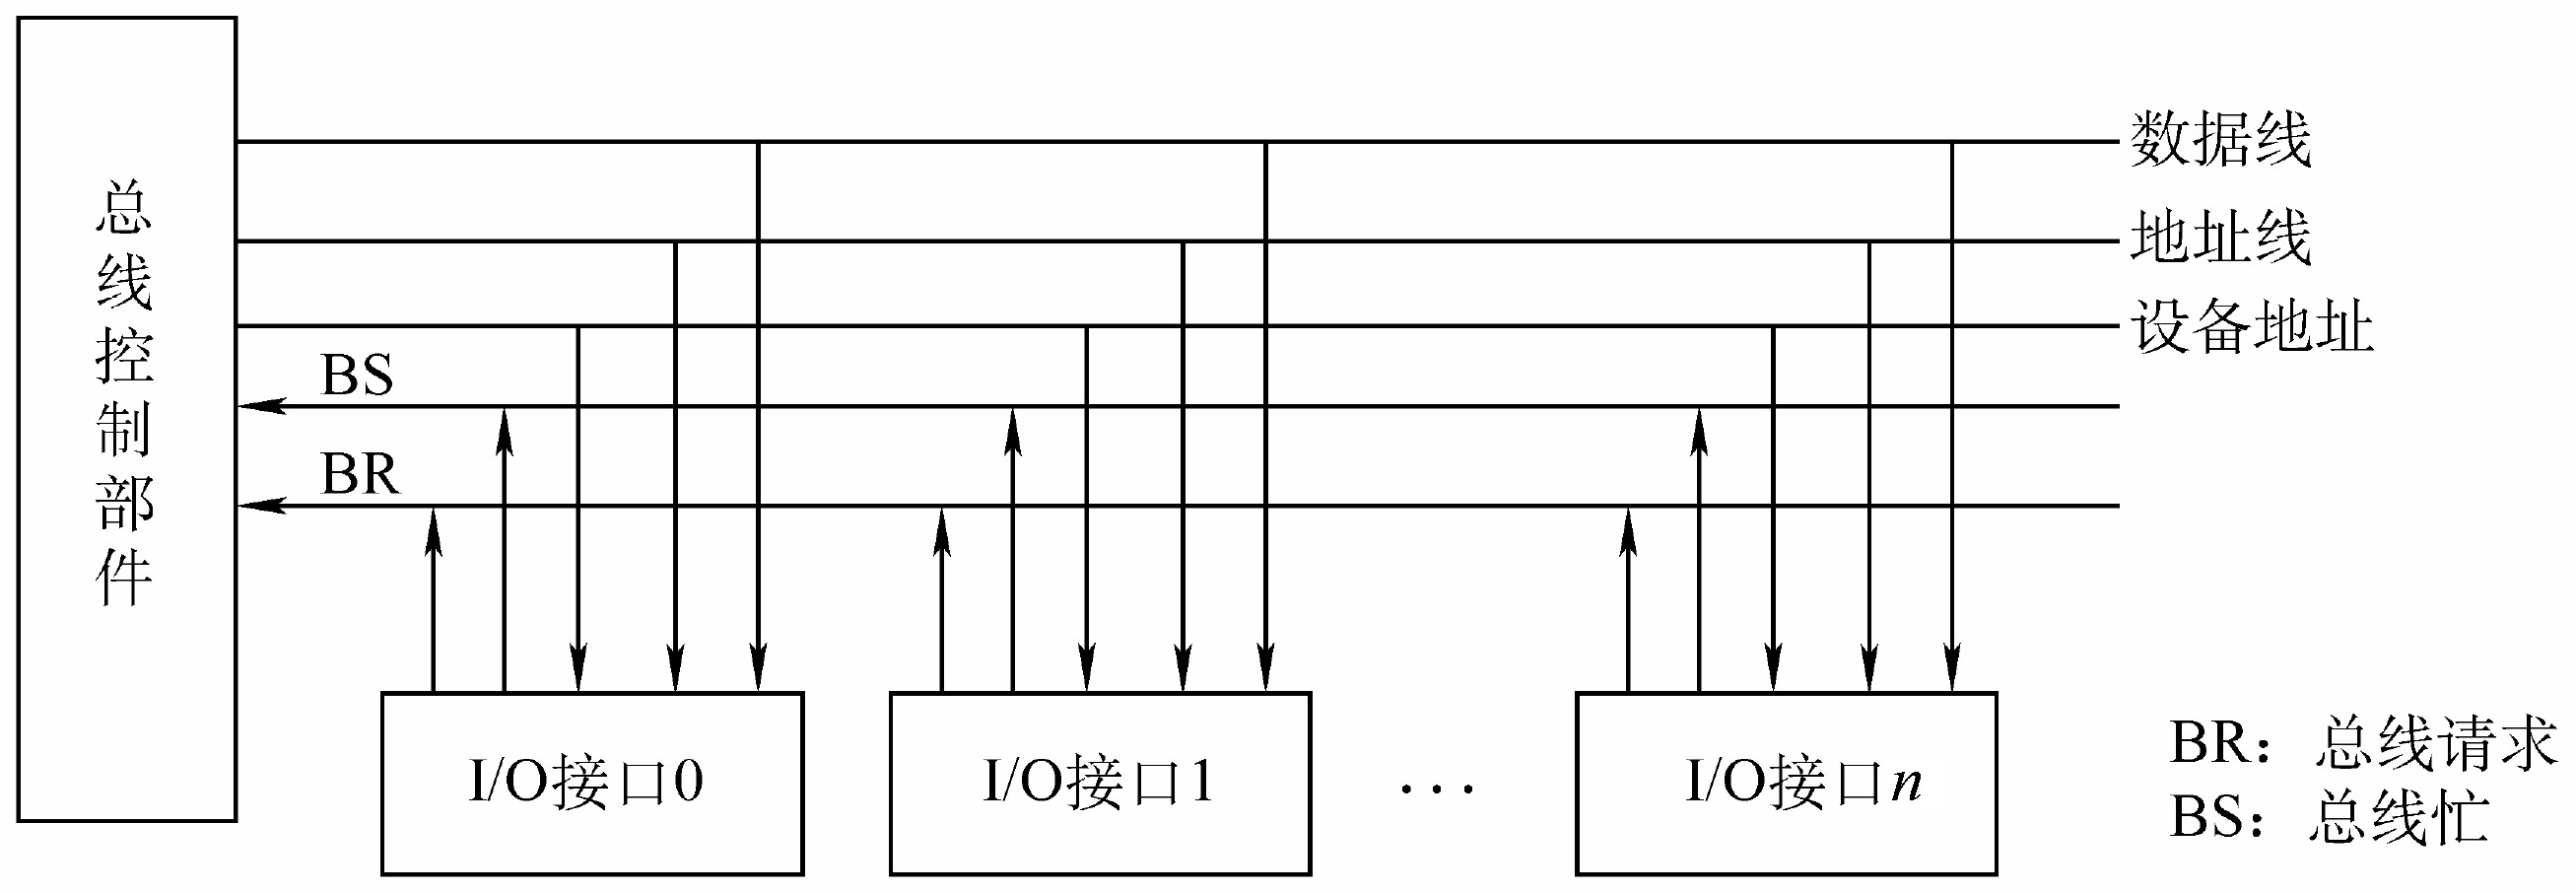 总线控制部件
数据线
地址线
设备地址
BS
BR
I/O接口0
I/O接口1
···
I/O接口n
BR：总线请求
BS：总线忙